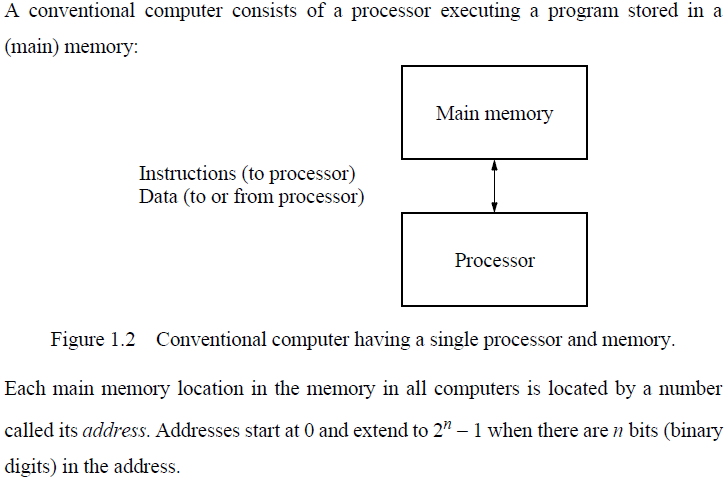 A conventional computer consists of a processor executing a program stored in a
(main) memory:
Main memory
Instructions (to processor)
Data (to or from processor)
Processor
Figure 1.2 Conventional computer having a single processor and memory.
Each main memory location in the memory in all computers is located by a number
called its address. Addresses start at 0 and extend to 2ⁿ – 1 when there are n bits (binary
digits) in the address.